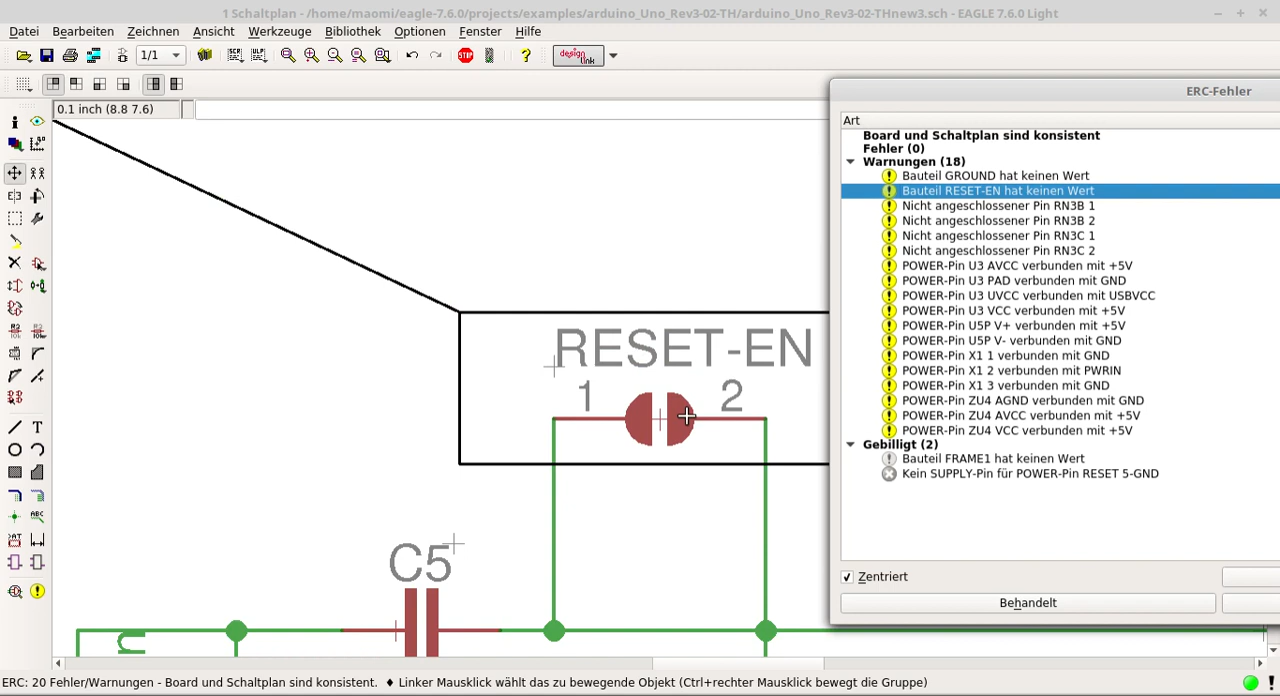 1 Schaltplan - /home/maomi/eagle-7.6.0/projects/examples/arduino_Uno_Rev3-02-TH/arduino_Uno_Rev3-02-THnew3.sch - EAGLE 7.6.0 Light
Datei Bearbeiten Zeichnen Ansicht Werkzeuge Bibliothek Optionen Fenster Hilfe
1/1 SCR ULP STOP ? design link
0.1 inch (8.8 7.6)
ERC-Fehler
Art
Board und Schaltplan sind konsistent
Fehler (0)
Warnungen (18)
Bauteil GROUND hat keinen Wert
Bauteil RESET-EN hat keinen Wert
Nicht angeschlossener Pin RN3B 1
Nicht angeschlossener Pin RN3B 2
Nicht angeschlossener Pin RN3C 1
Nicht angeschlossener Pin RN3C 2
POWER-Pin U3 AVCC verbunden mit +5V
POWER-Pin U3 PAD verbunden mit GND
POWER-Pin U3 UVCC verbunden mit USBVCC
POWER-Pin U3 VCC verbunden mit +5V
POWER-Pin U5P V+ verbunden mit +5V
POWER-Pin U5P V- verbunden mit GND
POWER-Pin X1 1 verbunden mit GND
POWER-Pin X1 2 verbunden mit PWRIN
POWER-Pin X1 3 verbunden mit GND
POWER-Pin ZU4 AGND verbunden mit GND
POWER-Pin ZU4 AVCC verbunden mit +5V
POWER-Pin ZU4 VCC verbunden mit +5V
Gebilligt (2)
Bauteil FRAME1 hat keinen Wert
Kein SUPPLY-Pin für POWER-Pin RESET 5-GND
Zentriert
Behandelt
RESET-EN
1 2
C5
ERC: 20 Fehler/Warnungen - Board und Schaltplan sind konsistent. ♦ Linker Mausklick wählt das zu bewegende Objekt (Ctrl+rechter Mausklick bewegt die Gruppe)